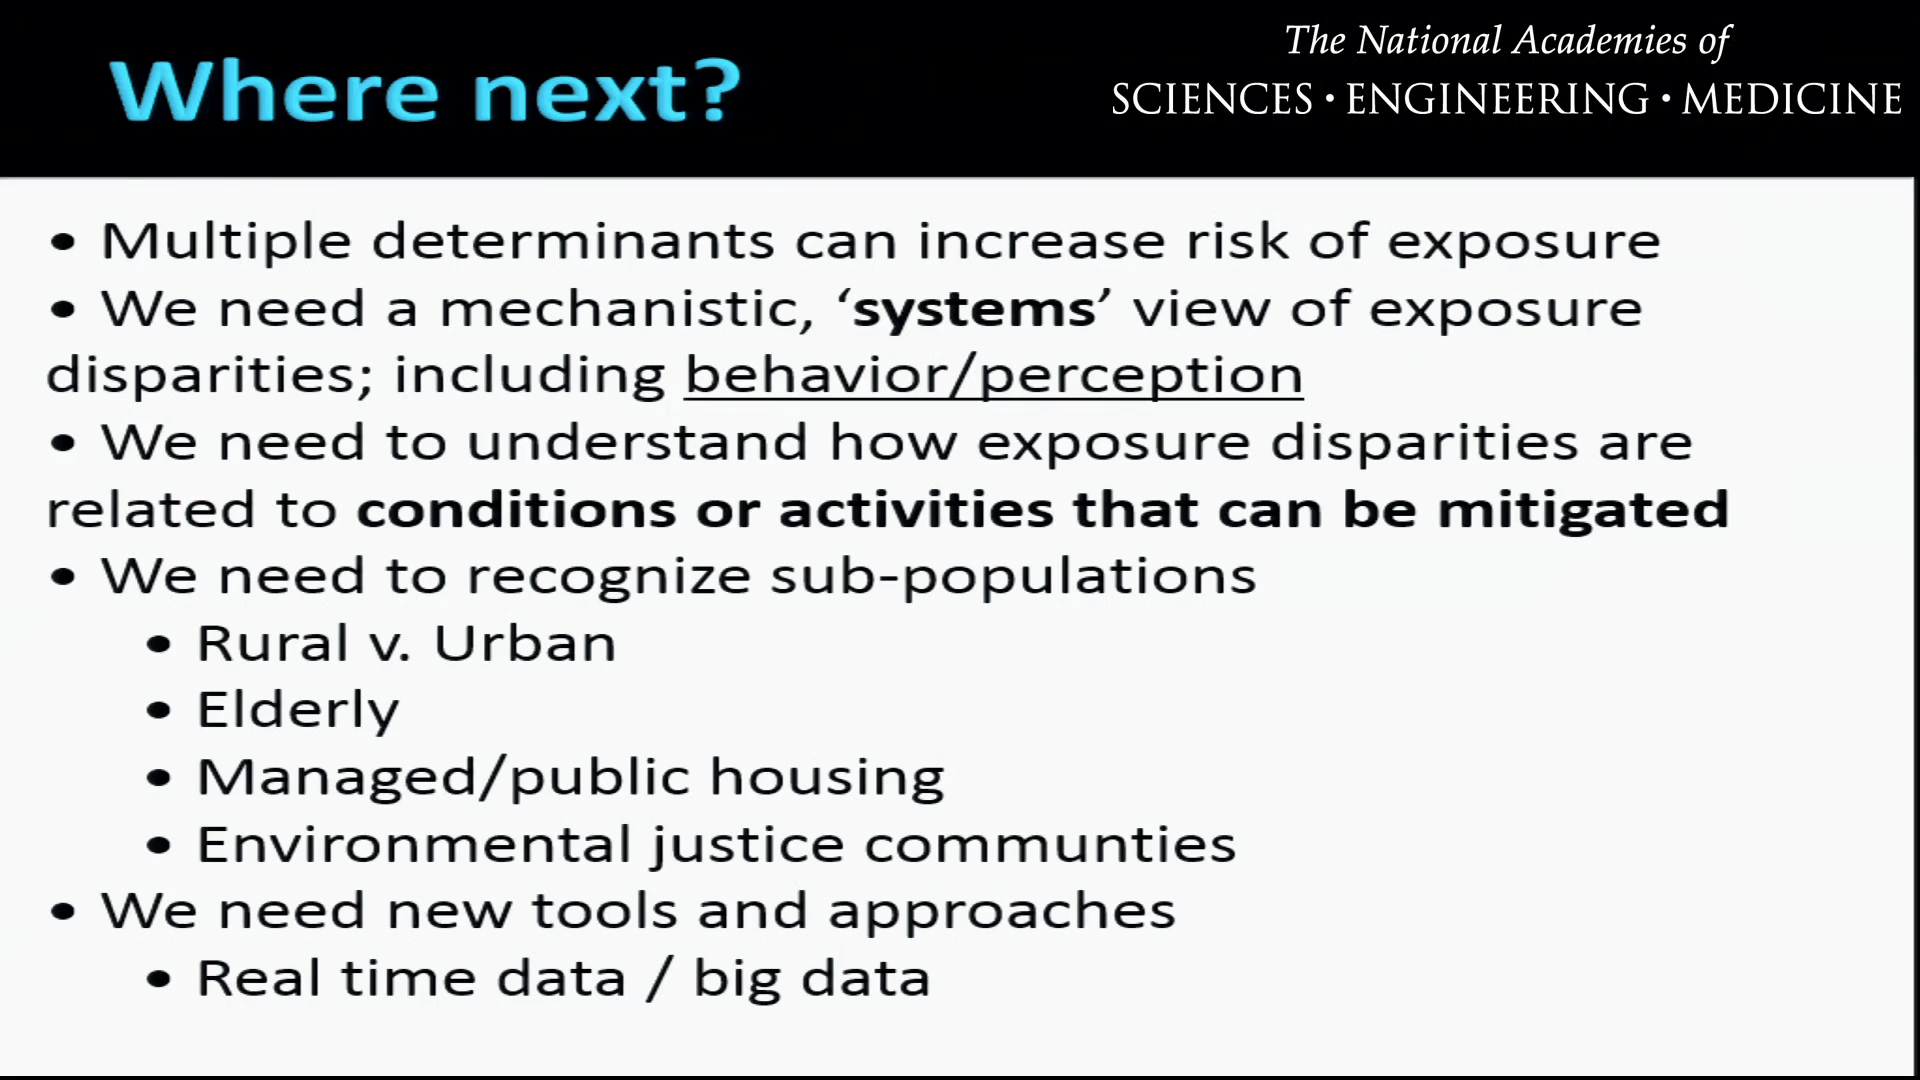 Where next?
The National Academies of
SCIENCES • ENGINEERING • MEDICINE
• Multiple determinants can increase risk of exposure
• We need a mechanistic, ‘systems’ view of exposure
disparities; including behavior/perception
• We need to understand how exposure disparities are
related to conditions or activities that can be mitigated
• We need to recognize sub-populations
• Rural v. Urban
• Elderly
• Managed/public housing
• Environmental justice communties
• We need new tools and approaches
• Real time data / big data